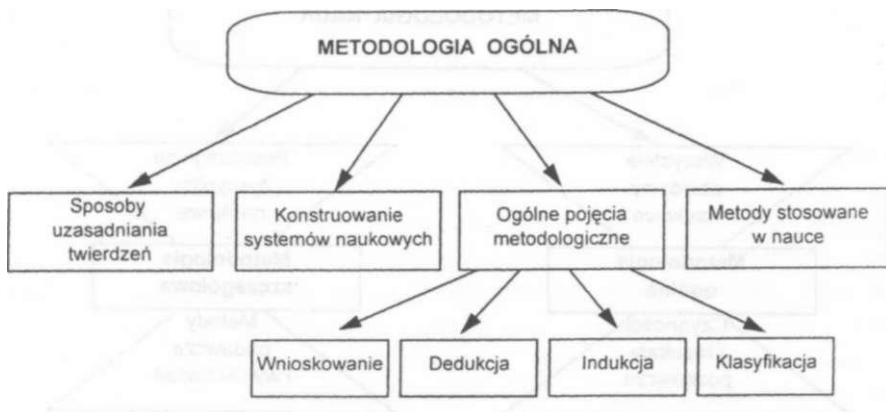 METODOLOGIA OGÓLNA
Sposoby
uzasadniania
twierdzeń
Konstruowanie
systemów naukowych
Ogólne pojęcia
metodologiczne
Metody stosowane
w nauce
Wnioskowanie
Dedukcja
Indukcja
Klasyfikacja